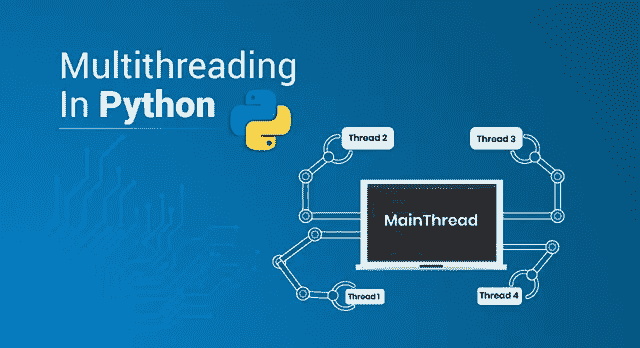 Multithreading
In Python
Thread 2
Thread 3
MainThread
Thread 1
Thread 4